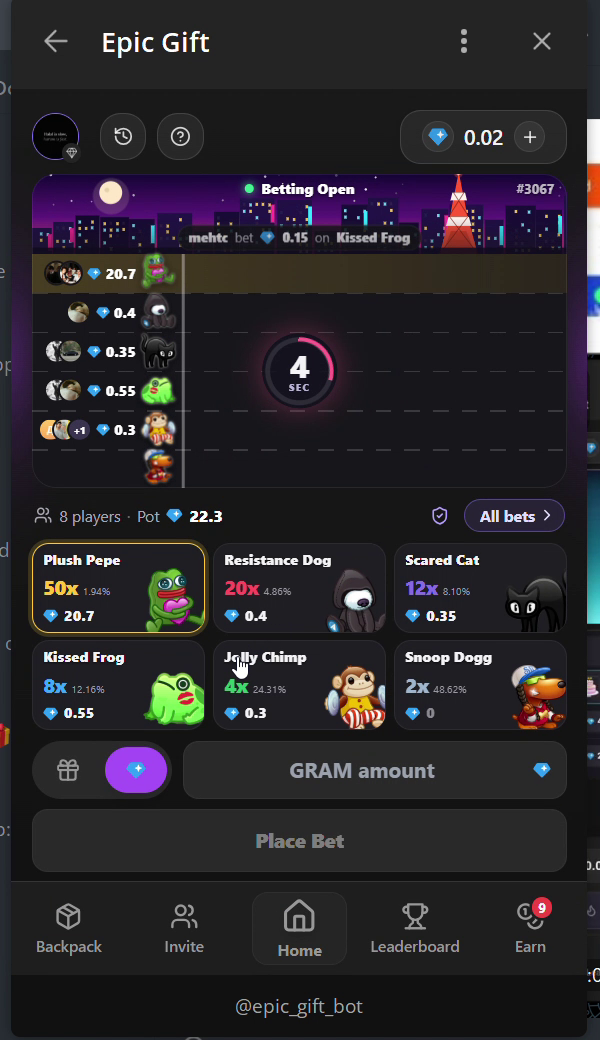 Epic Gift
0.02
Betting Open
#3067
mehtc bet 0.15 on Kissed Frog
20.7
0.4
0.35
0.55
+1 0.3
4
SEC
8 players · Pot 22.3
All bets
Plush Pepe
50x 1.94%
20.7
Resistance Dog
20x 4.86%
0.4
Scared Cat
12x 8.10%
0.35
Kissed Frog
8x 12.16%
0.55
Jolly Chimp
4x 24.31%
0.3
Snoop Dogg
2x 48.62%
0
GRAM amount
Place Bet
Backpack
Invite
Home
Leaderboard
9
Earn
@epic_gift_bot